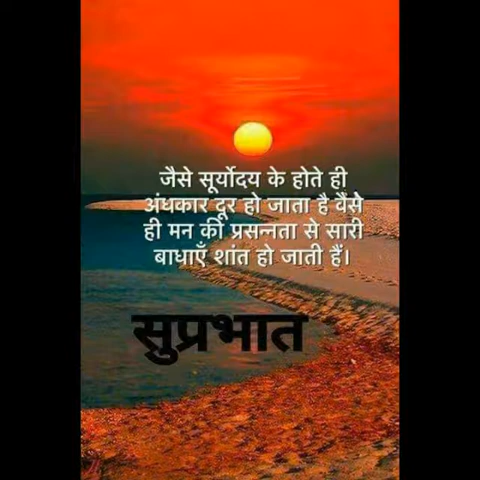 जैसे सूर्योदय के होते ही
अंधकार दूर हो जाता है वैसे
ही मन की प्रसन्नता से सारी
बाधाएँ शांत हो जाती हैं।
सुप्रभात